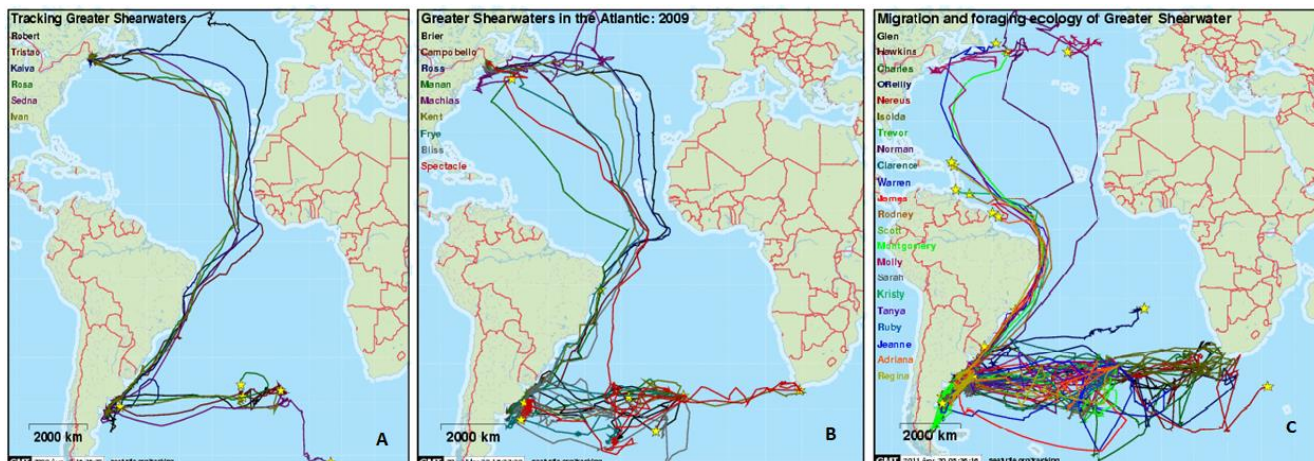 Tracking Greater Shearwaters
Robert
Tristao
Kaiva
Rosa
Sedna
Ivan
2000 km
A
Greater Shearwaters in the Atlantic: 2009
Brier
Campobello
Ross
Manan
Machias
Kent
Frye
Bliss
Spectacle
2000 km
B
Migration and foraging ecology of Greater Shearwater
Glen
Hawkins
Charles
OReilly
Nereus
Isolda
Trevor
Norman
Clarence
Warren
James
Rodney
Scott
Montgomery
Molly
Sarah
Kristy
Tanya
Ruby
Jeanne
Adriana
Regina
2000 km
C